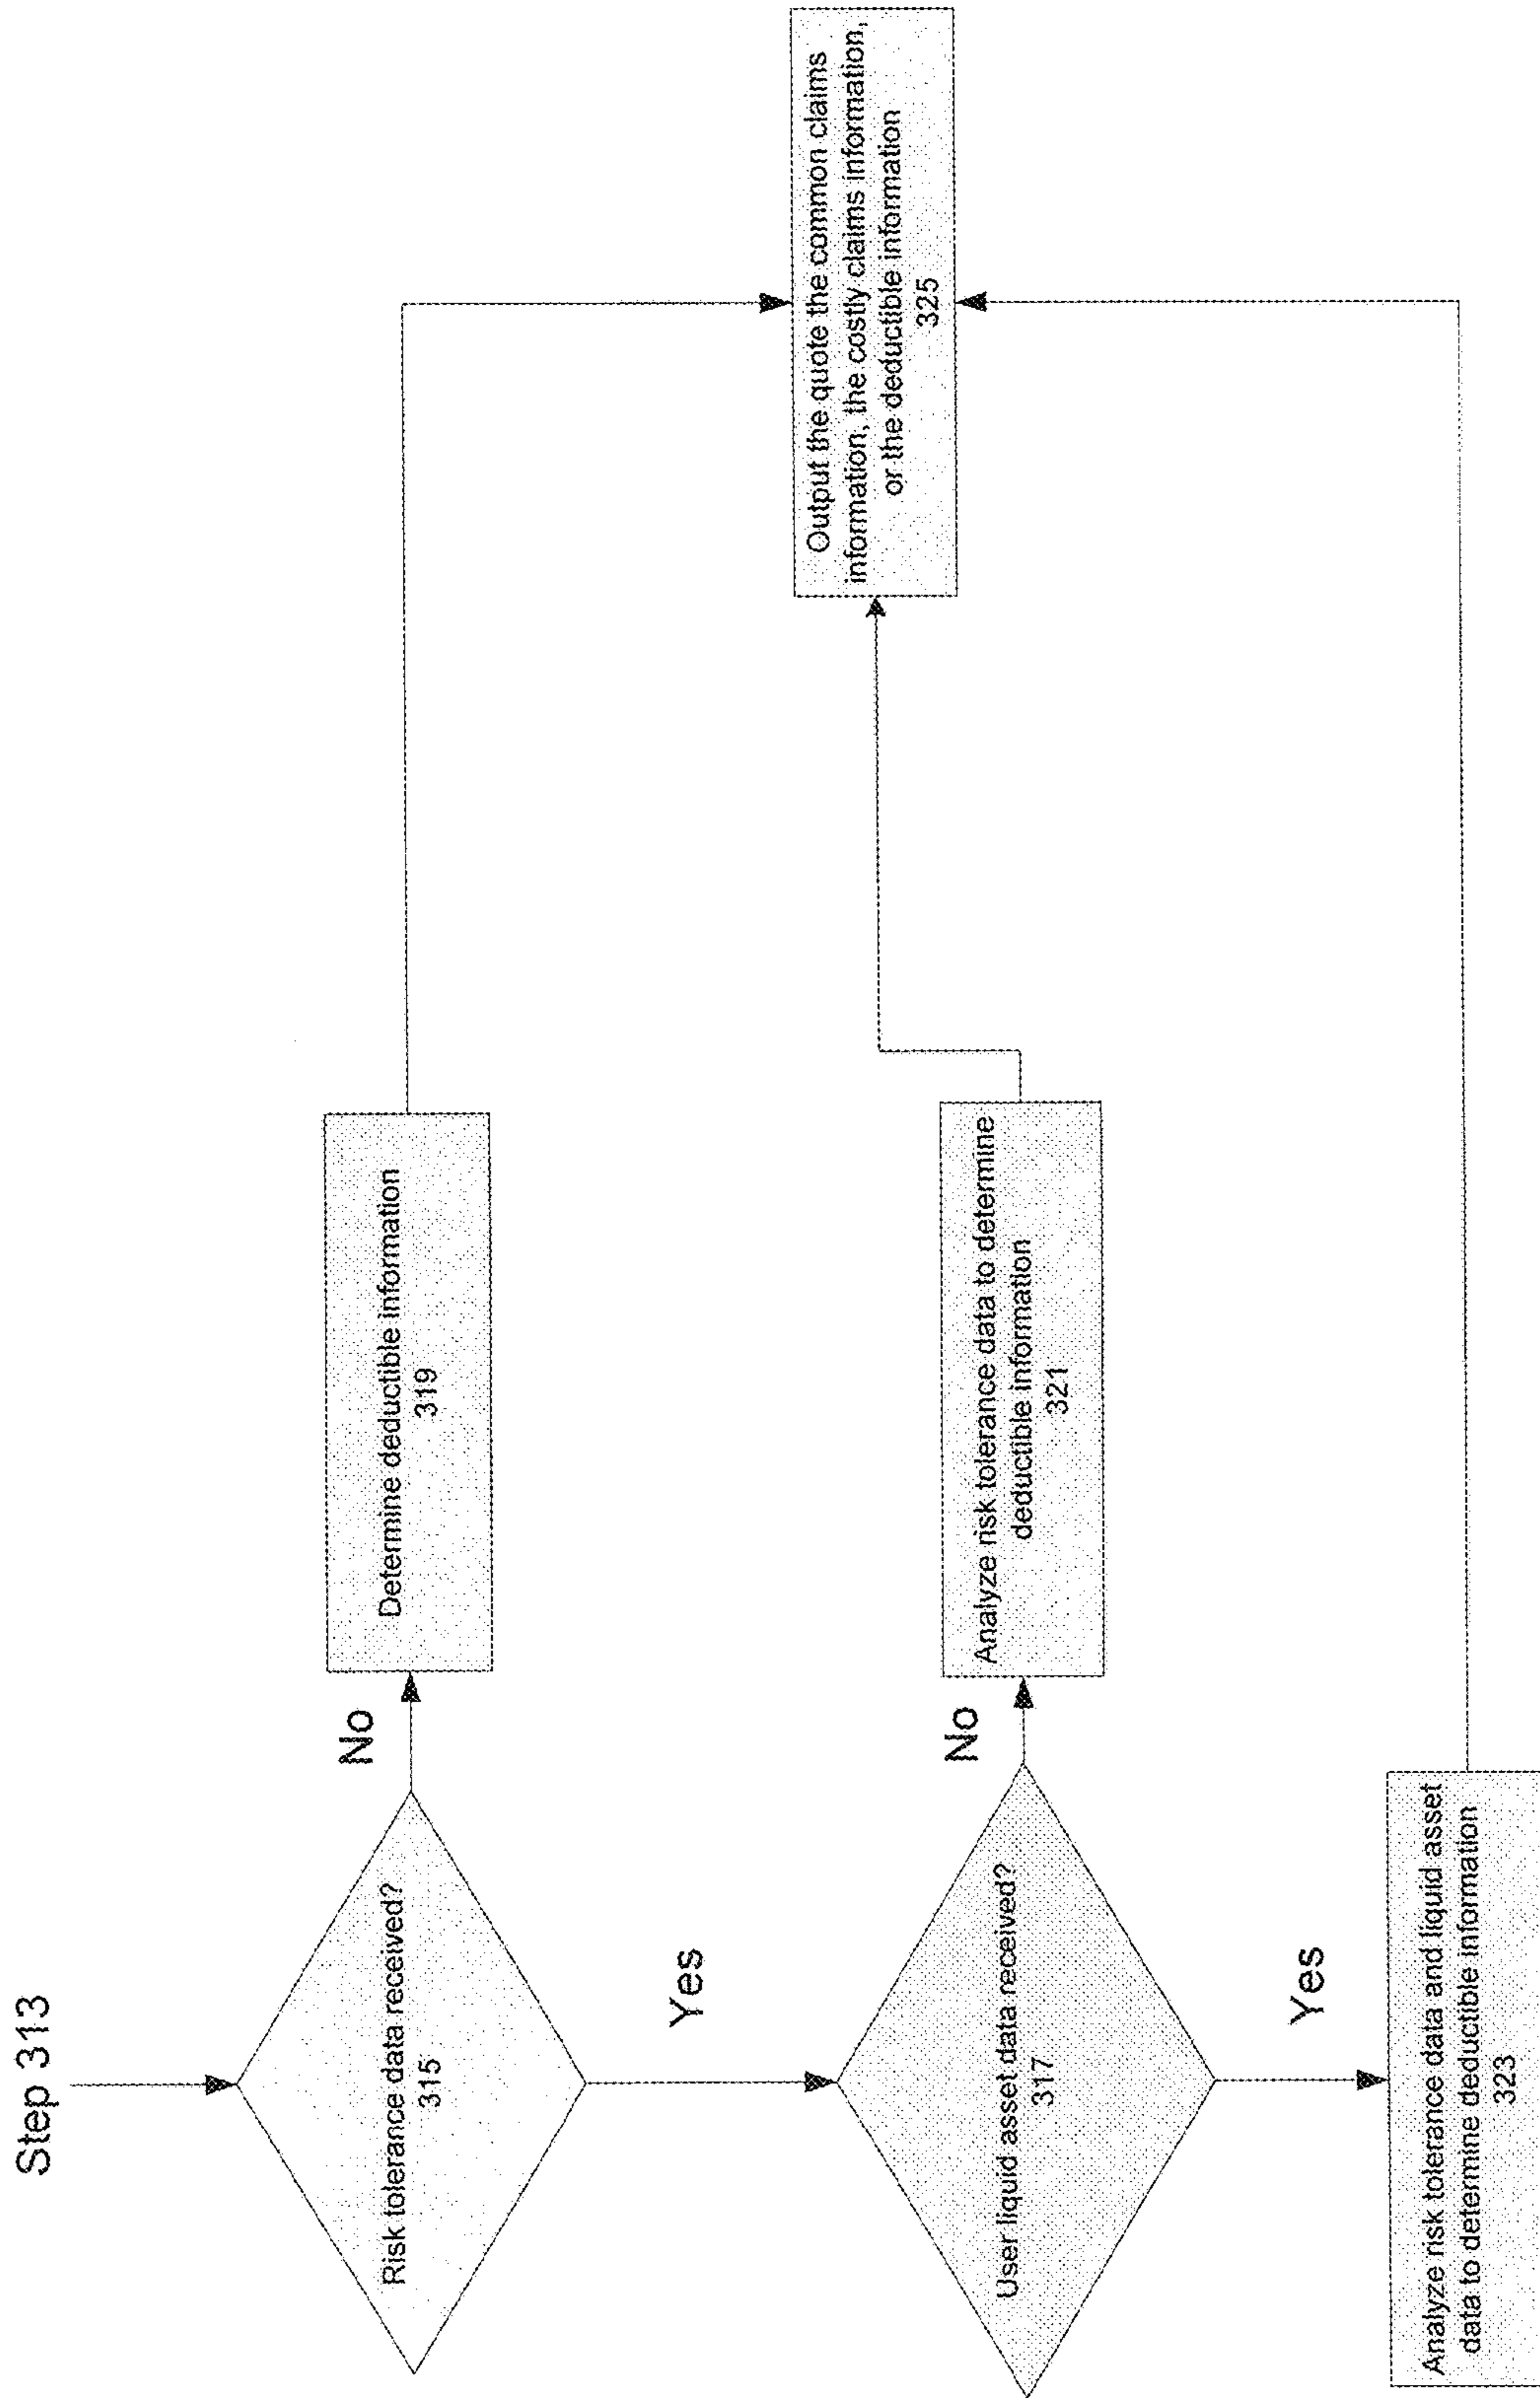 Step 313
Risk tolerance data received?
315
No
Determine deductible information
319
Yes
User liquid asset data received?
317
No
Analyze risk tolerance data to determine
deductible information
321
Output the quote the common claims
information, the costly claims information,
or the deductible information
325
Yes
Analyze risk tolerance data and liquid asset
data to determine deductible information
323